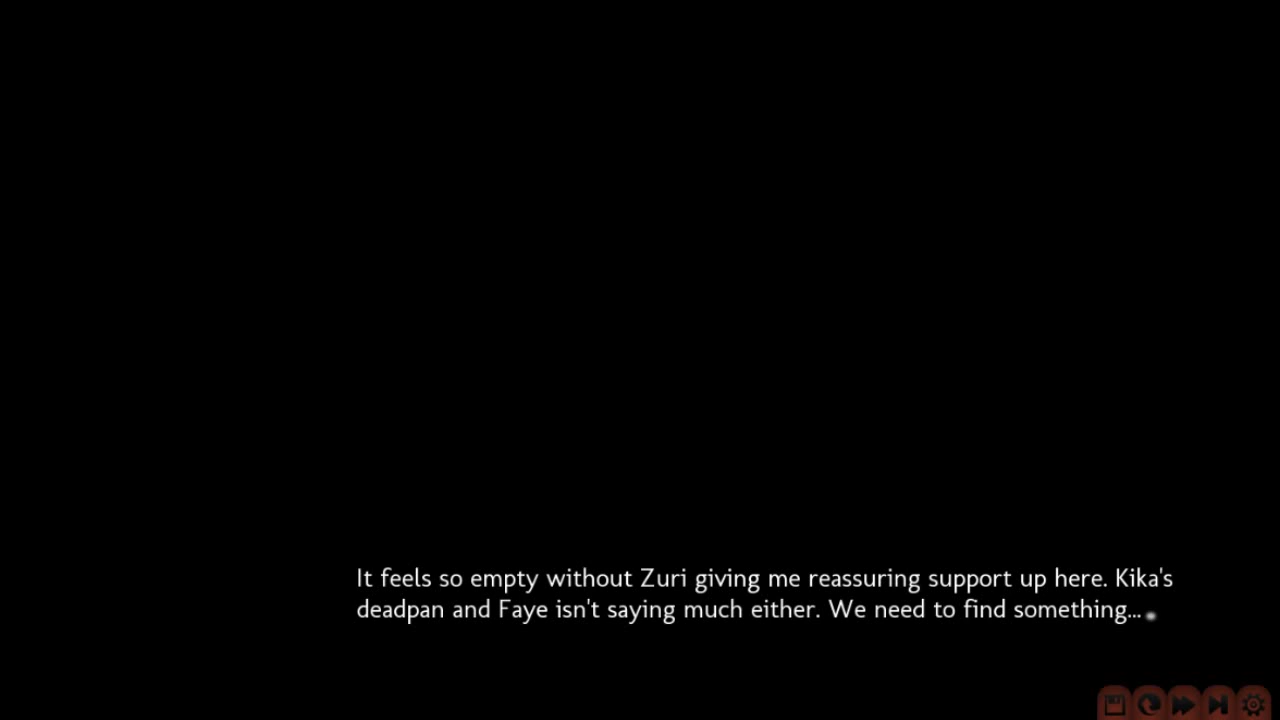 It feels so empty without Zuri giving me reassuring support up here. Kika's
deadpan and Faye isn't saying much either. We need to find something...